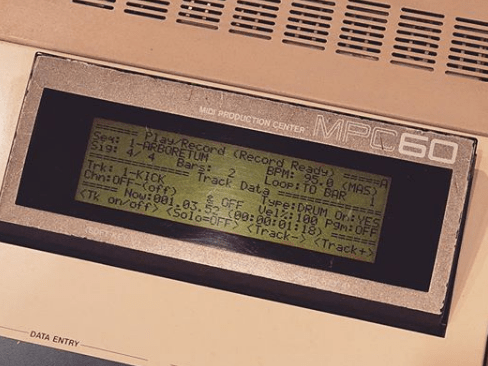 MIDI PRODUCTION CENTER MPC60
===== Play/Record (Record Ready) =====A
Seq: 1-ARBORETUM BPM: 95.0 (MAS)
Sig: 4/ 4 Bars: 2 Loop:TO BAR 1
====== Track Data ======
Trk: 1-KICK Type:DRUM On:YES
Chn:OFF-(off) & OFF Vel%:100 Pgm:OFF
Now:001.03.52 (00:00:01:18)
<Tk on/off> <Solo=OFF> <Track-> <Track+>
DATA ENTRY